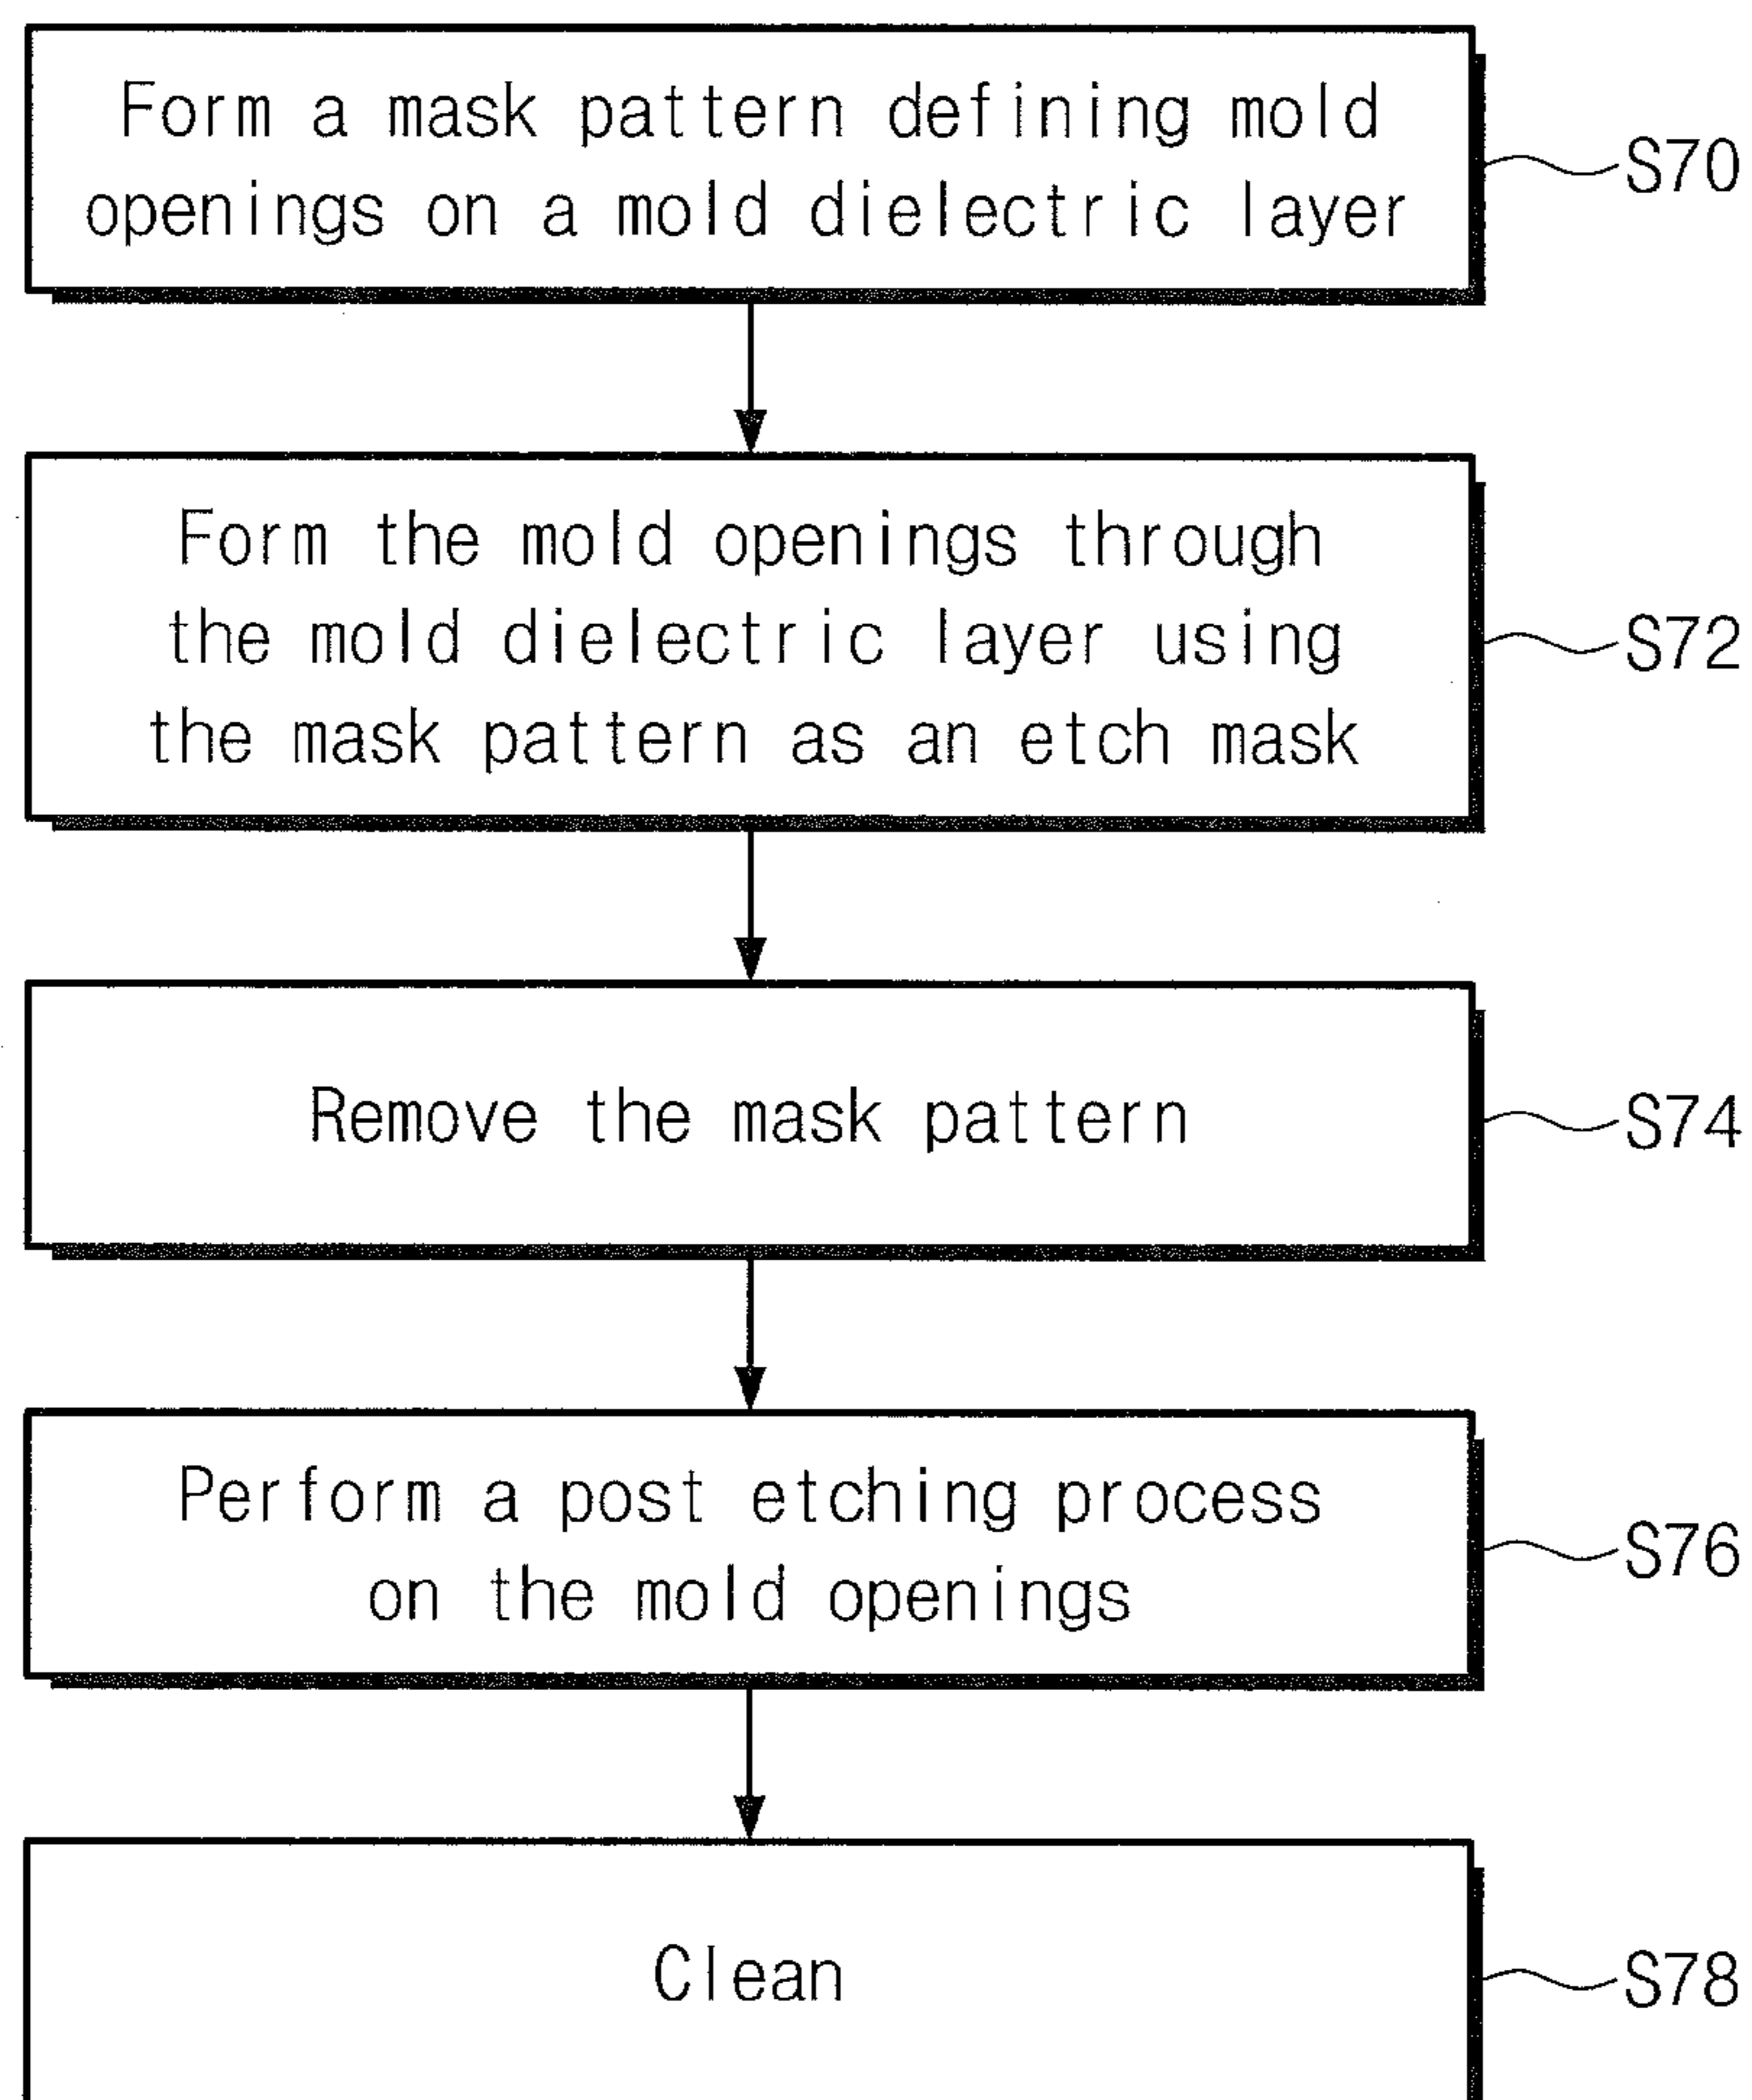 Form a mask pattern defining mold
openings on a mold dielectric layer
S70
Form the mold openings through
the mold dielectric layer using
the mask pattern as an etch mask
S72
Remove the mask pattern
S74
Perform a post etching process
on the mold openings
S76
Clean
S78